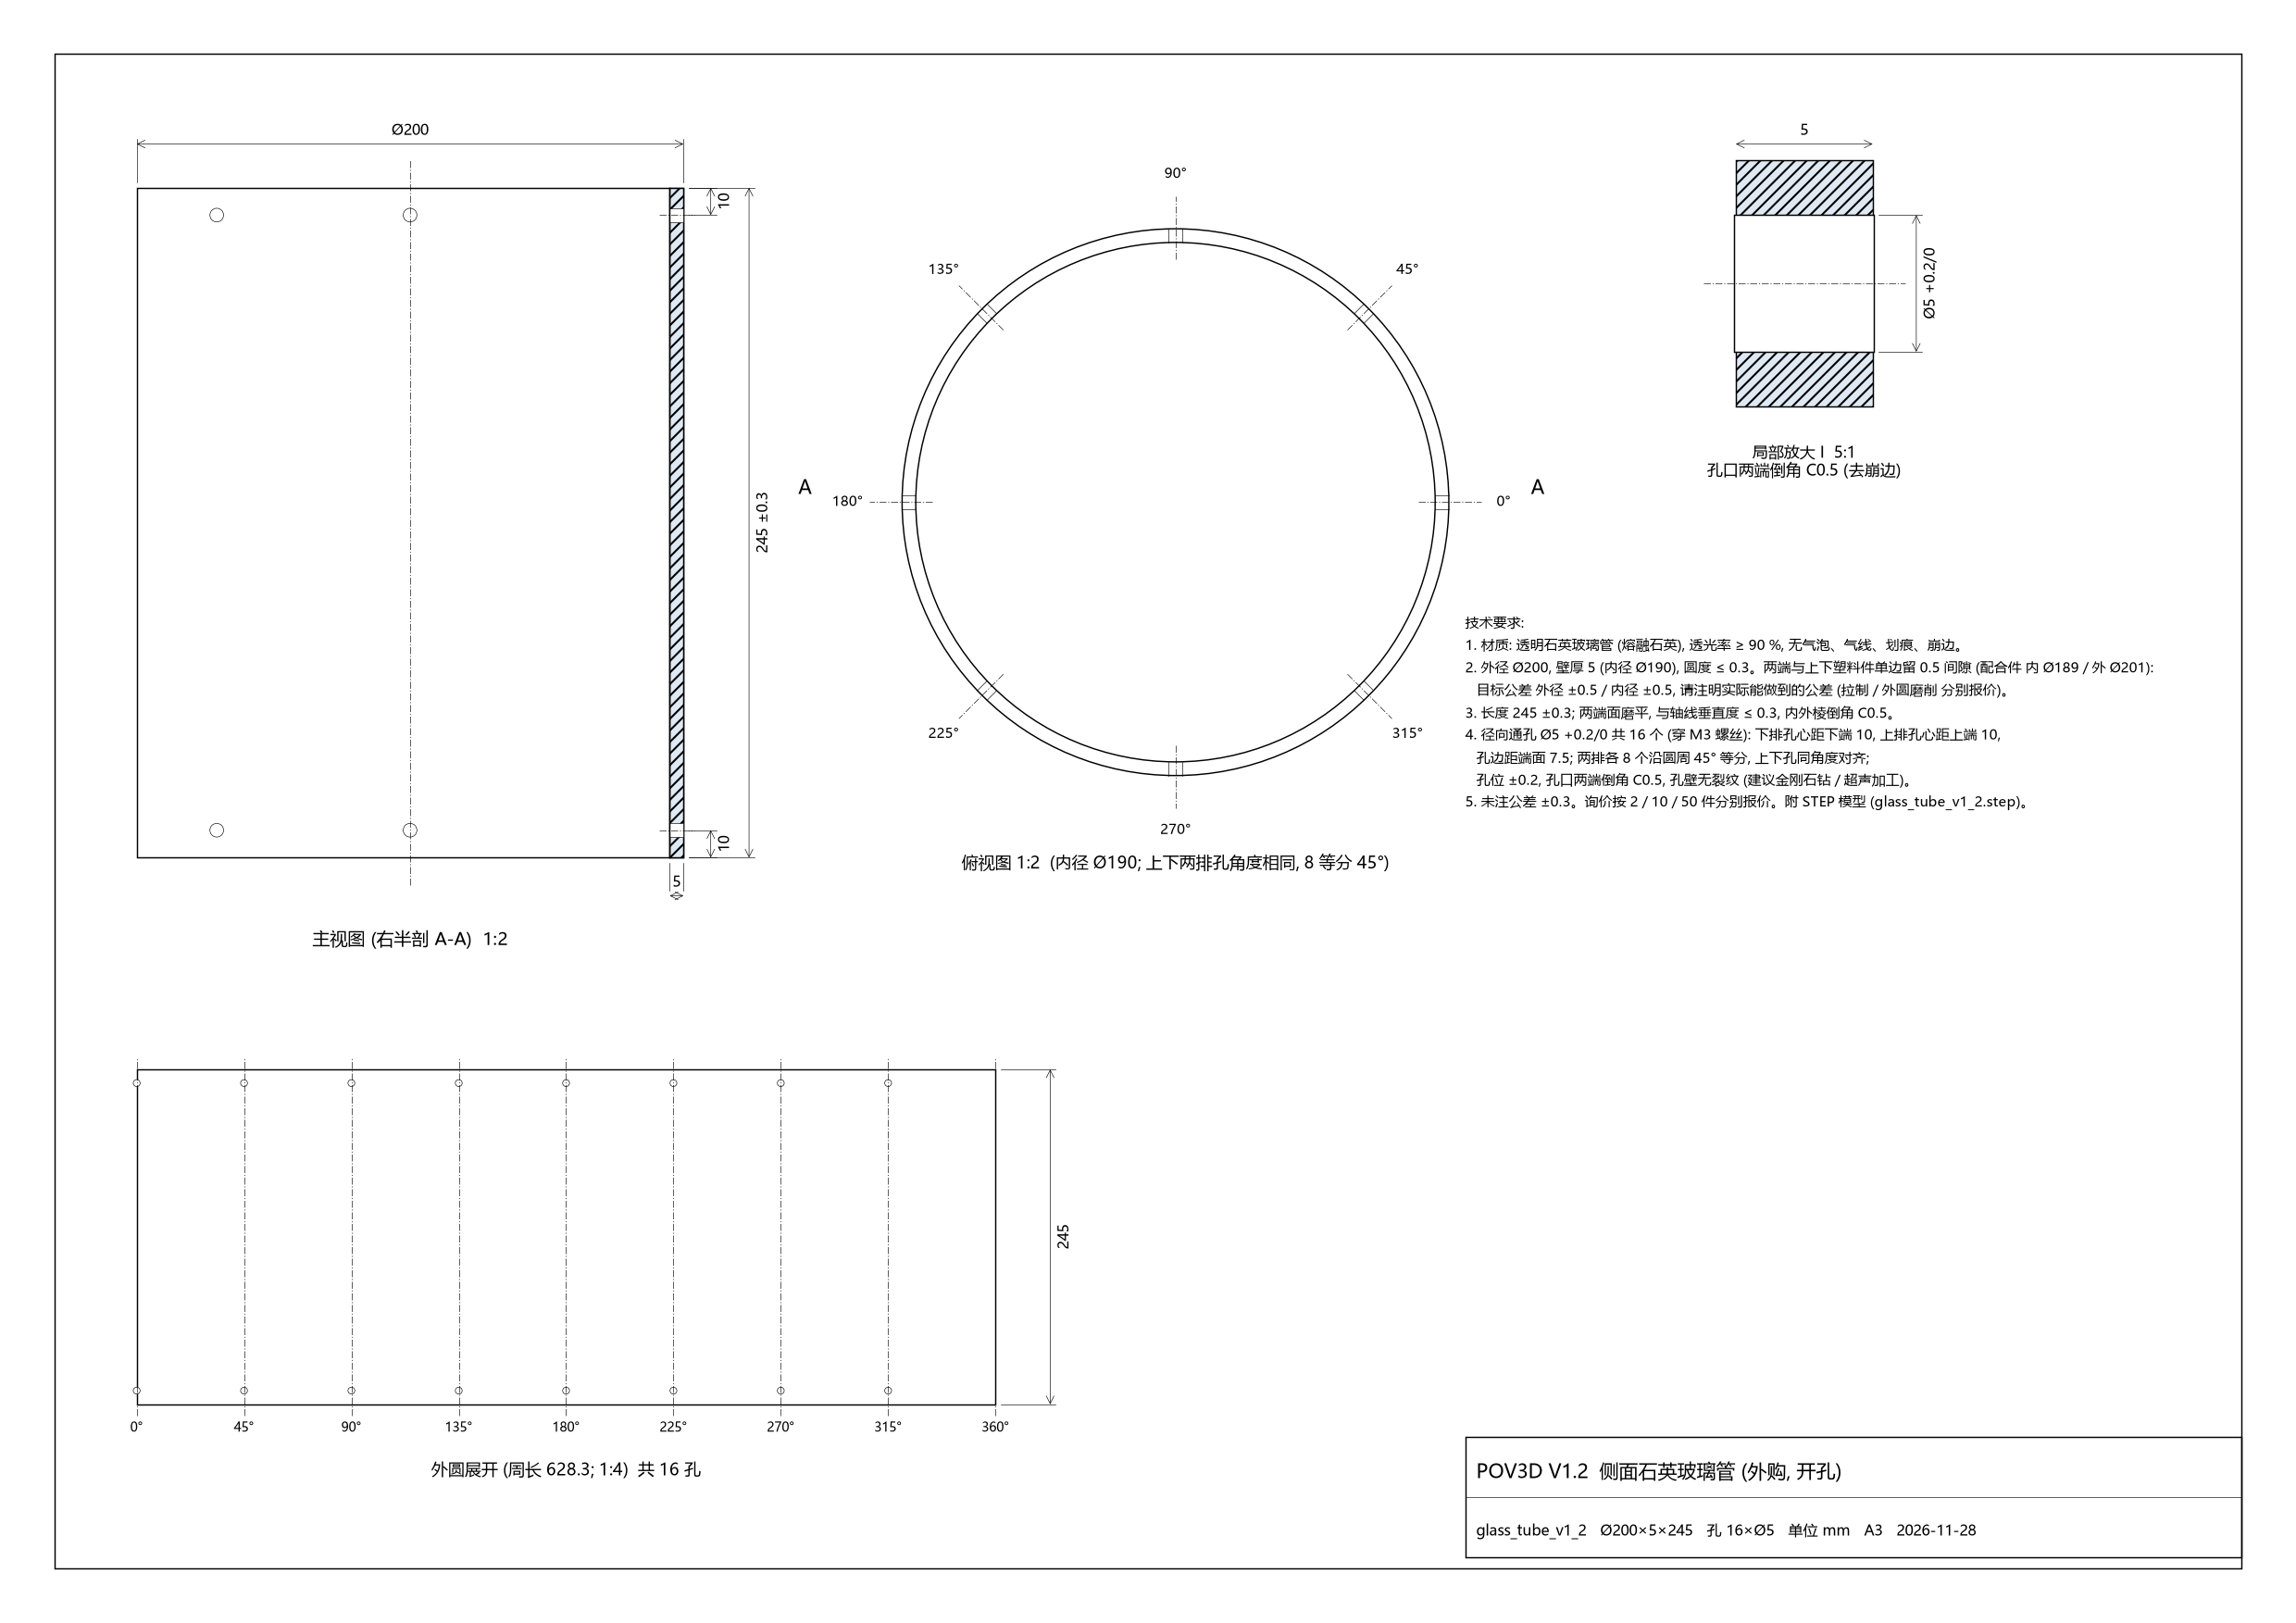 Ø200
10
245 ±0.3
10
5
主视图 (右半剖 A-A)  1:2
90°
135°
45°
A
180°
0°
A
225°
315°
270°
俯视图 1:2  (内径 Ø190; 上下两排孔角度相同, 8 等分 45°)
5
Ø5 +0.2/0
局部放大 I  5:1
孔口两端倒角 C0.5 (去崩边)
技术要求:
1. 材质: 透明石英玻璃管 (熔融石英), 透光率 ≥ 90 %, 无气泡、气线、划痕、崩边。
2. 外径 Ø200, 壁厚 5 (内径 Ø190), 圆度 ≤ 0.3。两端与上下塑料件单边留 0.5 间隙 (配合件 内 Ø189 / 外 Ø201):
目标公差 外径 ±0.5 / 内径 ±0.5, 请注明实际能做到的公差 (拉制 / 外圆磨削 分别报价)。
3. 长度 245 ±0.3; 两端面磨平, 与轴线垂直度 ≤ 0.3, 内外棱倒角 C0.5。
4. 径向通孔 Ø5 +0.2/0 共 16 个 (穿 M3 螺丝): 下排孔心距下端 10, 上排孔心距上端 10,
孔边距端面 7.5; 两排各 8 个沿圆周 45° 等分, 上下孔同角度对齐;
孔位 ±0.2, 孔口两端倒角 C0.5, 孔壁无裂纹 (建议金刚石钻 / 超声加工)。
5. 未注公差 ±0.3。询价按 2 / 10 / 50 件分别报价。附 STEP 模型 (glass_tube_v1_2.step)。
245
0°
45°
90°
135°
180°
225°
270°
315°
360°
外圆展开 (周长 628.3; 1:4)  共 16 孔
POV3D V1.2  侧面石英玻璃管 (外购, 开孔)
glass_tube_v1_2   Ø200×5×245   孔 16×Ø5   单位 mm   A3   2026-11-28